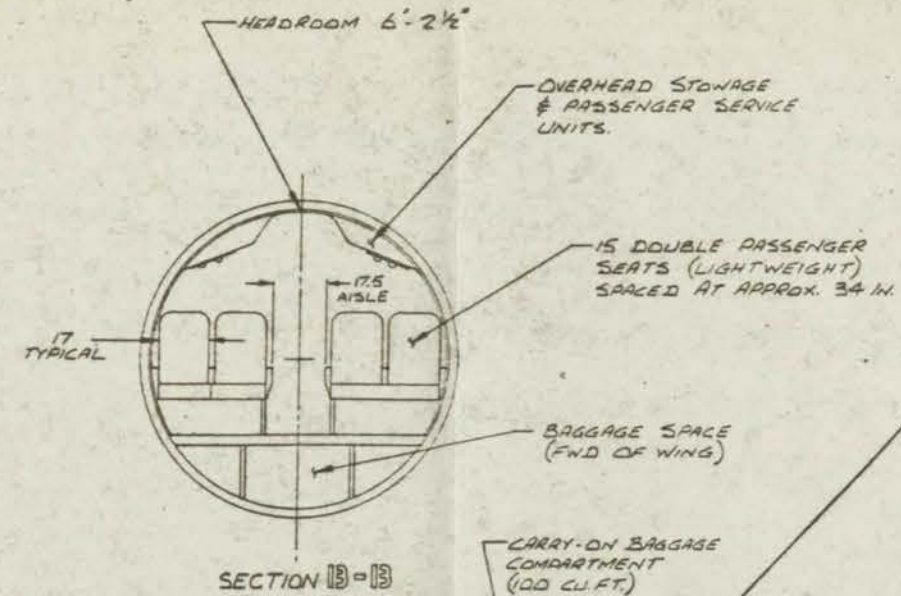 HEADROOM 6'-2½"
OVERHEAD STOWAGE
& PASSENGER SERVICE
UNITS.
15 DOUBLE PASSENGER
SEATS (LIGHTWEIGHT)
SPACED AT APPROX. 34 IN.
17.5
AISLE
17
TYPICAL
BAGGAGE SPACE
(FWD OF WING)
CARRY-ON BAGGAGE
COMPARTMENT
(100 CU.FT.)
SECTION B-B